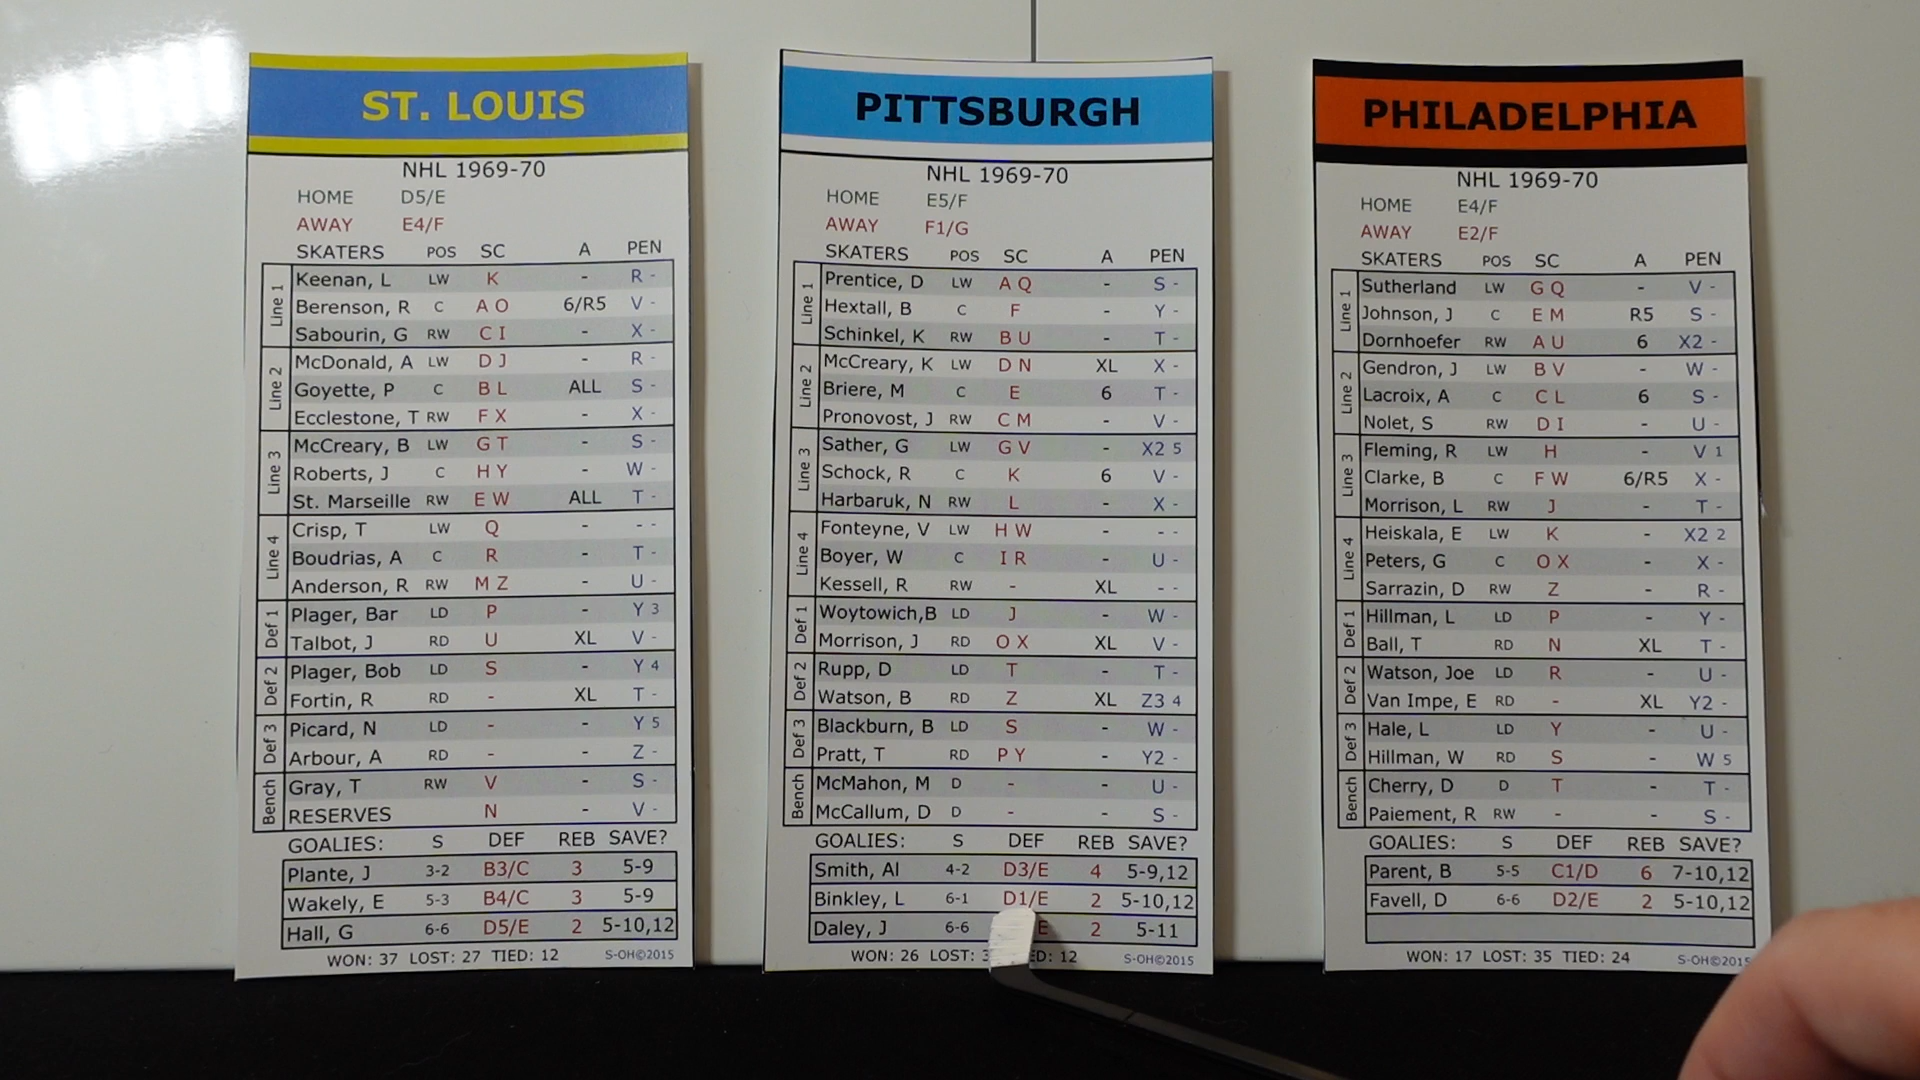 ST. LOUIS
NHL 1969-70
HOME D5/E
AWAY E4/F
SKATERS POS SC A PEN
Line 1
Keenan, L LW K - R -
Berenson, R C A O 6/R5 V -
Sabourin, G RW C I - X -
Line 2
McDonald, A LW D J - R -
Goyette, P C B L ALL S -
Ecclestone, T RW F X - X -
Line 3
McCreary, B LW G T - S -
Roberts, J C H Y - W -
St. Marseille RW E W ALL T -
Line 4
Crisp, T LW Q - - -
Boudrias, A C R - T -
Anderson, R RW M Z - U -
Def 1
Plager, Bar LD P - Y 3
Talbot, J RD U XL V -
Def 2
Plager, Bob LD S - Y 4
Fortin, R RD - XL T -
Def 3
Picard, N LD - - Y 5
Arbour, A RD - - Z -
Bench
Gray, T RW V - S -
RESERVES N - V -
GOALIES: S DEF REB SAVE?
Plante, J 3-2 B3/C 3 5-9
Wakely, E 5-3 B4/C 3 5-9
Hall, G 6-6 D5/E 2 5-10,12
WON: 37 LOST: 27 TIED: 12 S-OH©2015
PITTSBURGH
NHL 1969-70
HOME E5/F
AWAY F1/G
SKATERS POS SC A PEN
Line 1
Prentice, D LW A Q - S -
Hextall, B C F - Y -
Schinkel, K RW B U - T -
Line 2
McCreary, K LW D N XL X -
Briere, M C E 6 T -
Pronovost, J RW C M - V -
Line 3
Sather, G LW G V - X2 5
Schock, R C K 6 V -
Harbaruk, N RW L - X -
Line 4
Fonteyne, V LW H W - - -
Boyer, W C I R - U -
Kessell, R RW - XL - -
Def 1
Woytowich,B LD J - W -
Morrison, J RD O X XL V -
Def 2
Rupp, D LD T - T -
Watson, B RD Z XL Z3 4
Def 3
Blackburn, B LD S - W -
Pratt, T RD P Y - Y2 -
Bench
McMahon, M D - - U -
McCallum, D D - - S -
GOALIES: S DEF REB SAVE?
Smith, Al 4-2 D3/E 4 5-9,12
Binkley, L 6-1 D1/E 2 5-10,12
Daley, J 6-6 E 2 5-11
WON: 26 LOST: 12 S-OH©2015
PHILADELPHIA
NHL 1969-70
HOME E4/F
AWAY E2/F
SKATERS POS SC A PEN
Line 1
Sutherland LW G Q - V -
Johnson, J C E M R5 S -
Dornhoefer RW A U 6 X2 -
Line 2
Gendron, J LW B V - W -
Lacroix, A C C L 6 S -
Nolet, S RW D I - U -
Line 3
Fleming, R LW H - V 1
Clarke, B C F W 6/R5 X -
Morrison, L RW J - T -
Line 4
Heiskala, E LW K - X2 2
Peters, G C O X - X -
Sarrazin, D RW Z - R -
Def 1
Hillman, L LD P - Y -
Ball, T RD N XL T -
Def 2
Watson, Joe LD R - U -
Van Impe, E RD - XL Y2 -
Def 3
Hale, L LD Y - U -
Hillman, W RD S - W 5
Bench
Cherry, D D T - T -
Paiement, R RW - - S -
GOALIES: S DEF REB SAVE?
Parent, B 5-5 C1/D 6 7-10,12
Favell, D 6-6 D2/E 2 5-10,12
WON: 17 LOST: 35 TIED: 24 S-OH©2015